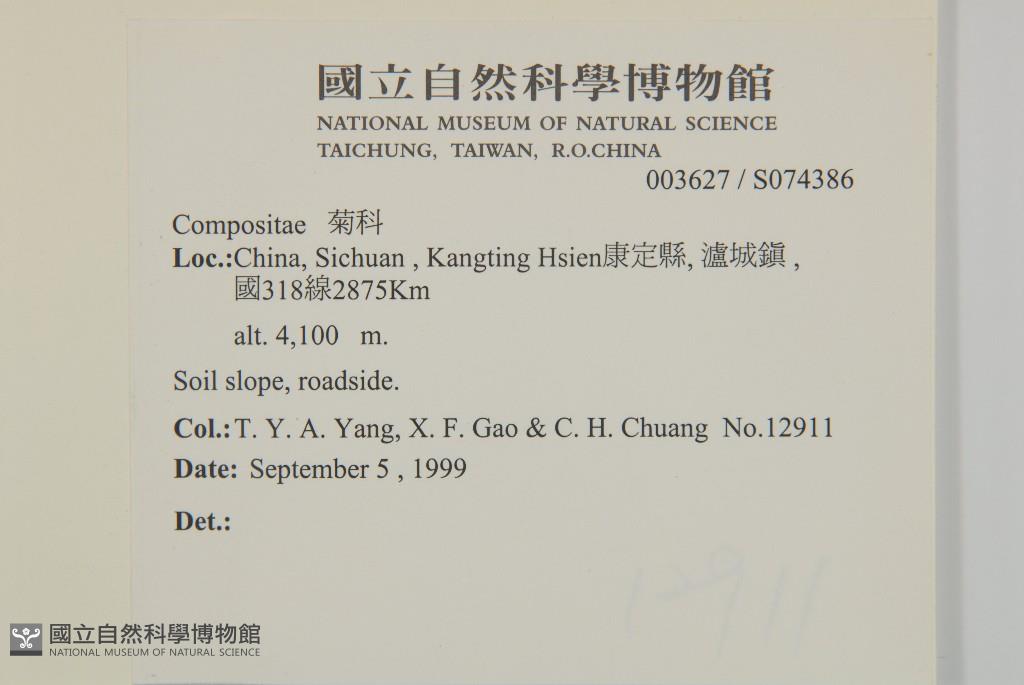 國立自然科學博物館
NATIONAL MUSEUM OF NATURAL SCIENCE
TAICHUNG, TAIWAN, R.O.CHINA
003627 / S074386
Compositae 菊科
Loc.:China, Sichuan , Kangting Hsien康定縣, 瀘城鎮 ,
國318線2875Km
alt. 4,100 m.
Soil slope, roadside.
Col.: T. Y. A. Yang, X. F. Gao & C. H. Chuang No.12911
Date: September 5 , 1999
Det.:
12911
國立自然科學博物館
NATIONAL MUSEUM OF NATURAL SCIENCE